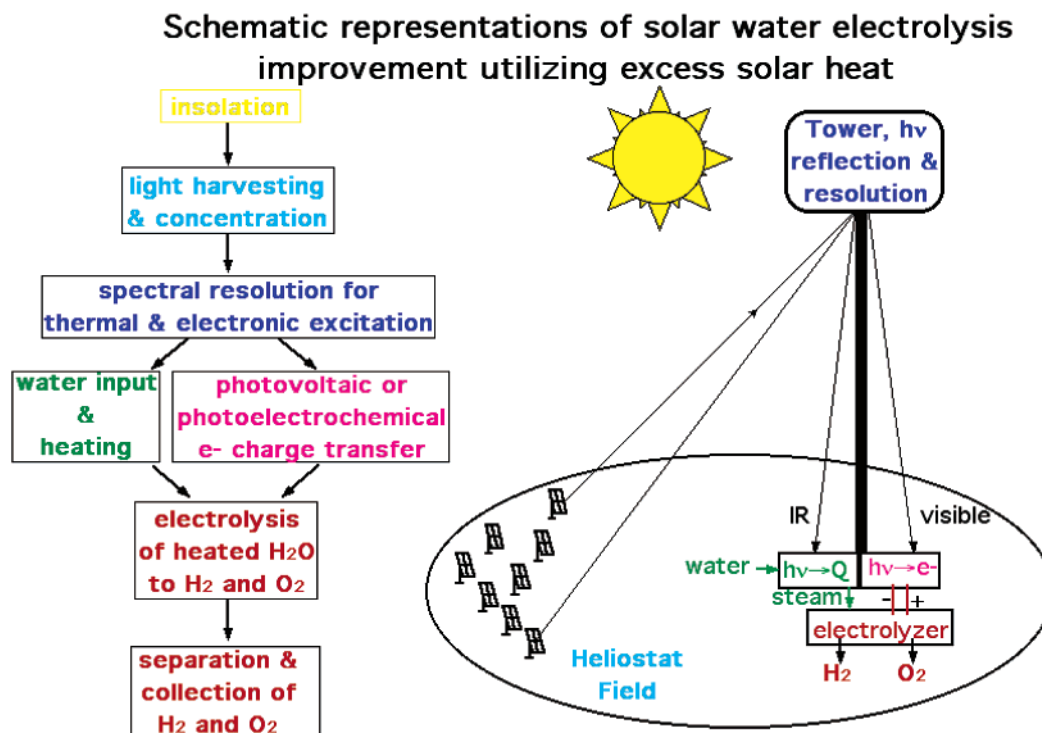 Schematic representations of solar water electrolysis
improvement utilizing excess solar heat
insolation
light harvesting
& concentration
spectral resolution for
thermal & electronic excitation
water input
&
heating
photovoltaic or
photoelectrochemical
e- charge transfer
electrolysis
of heated H₂O
to H₂ and O₂
separation &
collection of
H₂ and O₂
Tower, hν
reflection &
resolution
IR
visible
water
hν→Q
hν→e-
steam
- +
electrolyzer
H₂
O₂
Heliostat
Field